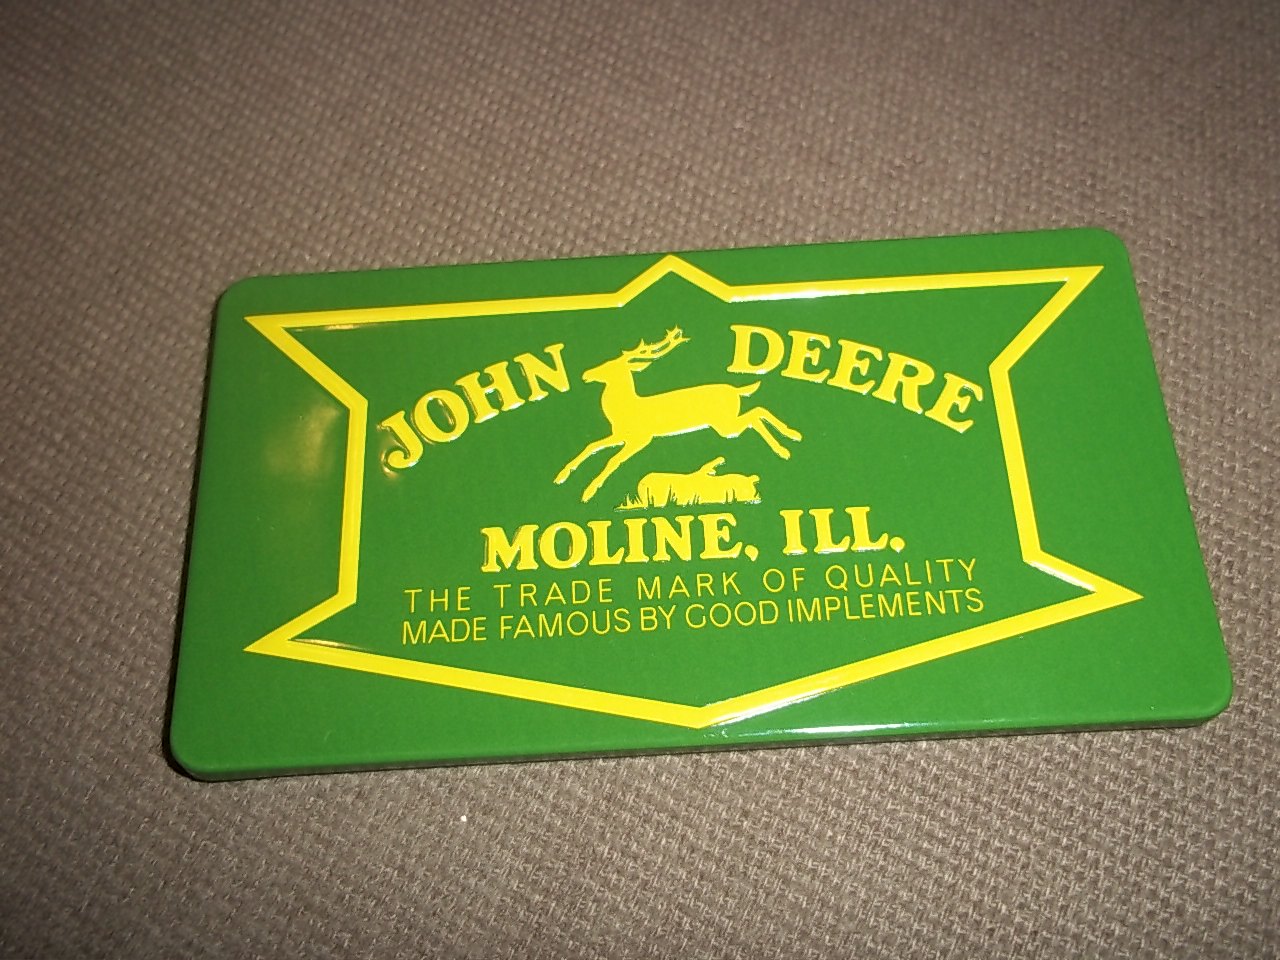 JOHN DEERE
MOLINE, ILL.
THE TRADE MARK OF QUALITY
MADE FAMOUS BY GOOD IMPLEMENTS